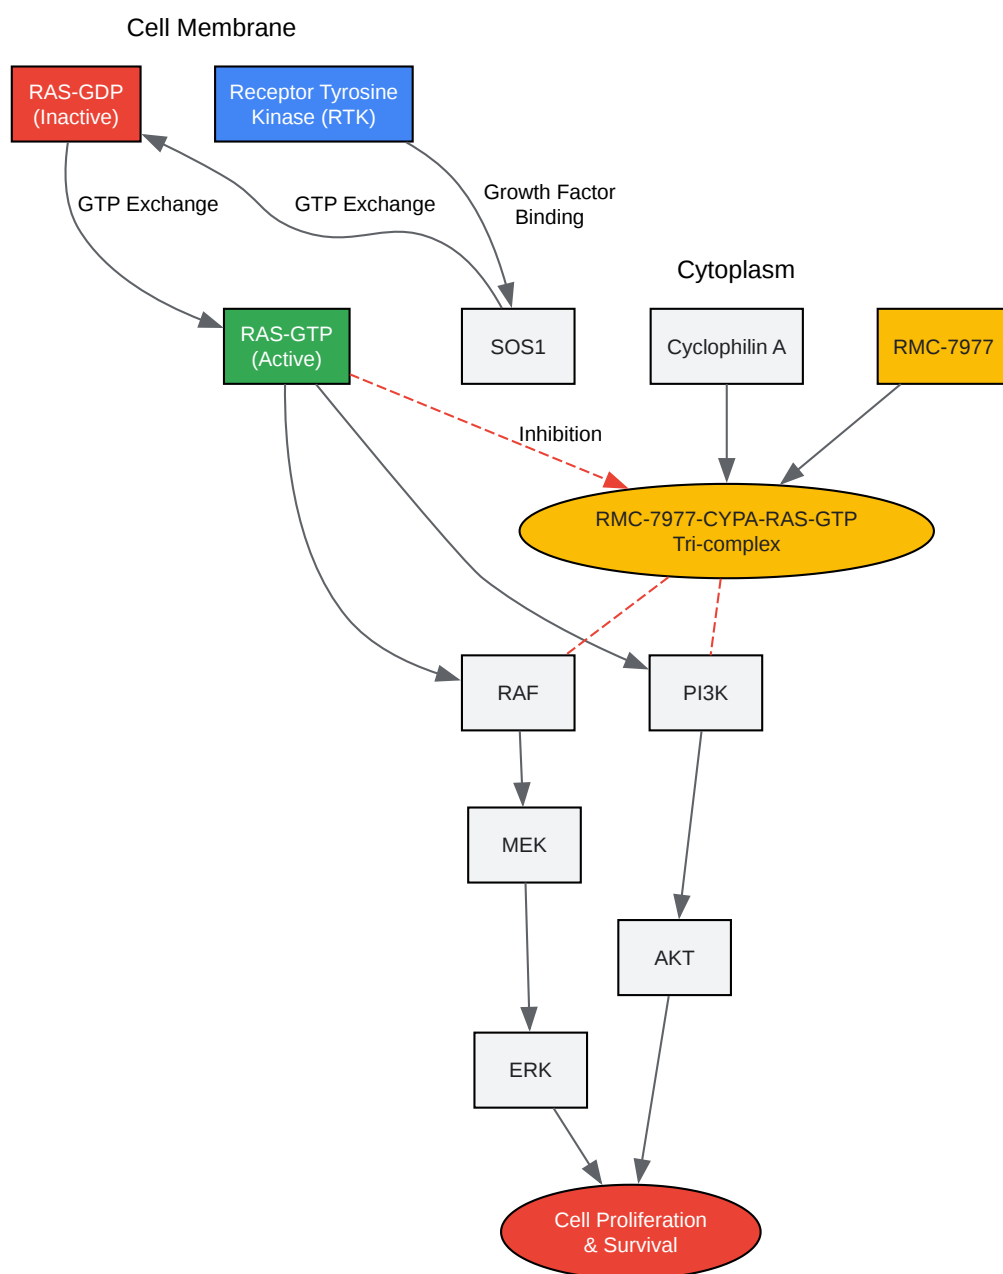 Cell Membrane
RAS-GDP
(Inactive)
Receptor Tyrosine
Kinase (RTK)
GTP Exchange
GTP Exchange
Growth Factor
Binding
Cytoplasm
RAS-GTP
(Active)
SOS1
Cyclophilin A
RMC-7977
Inhibition
RMC-7977-CYPA-RAS-GTP
Tri-complex
RAF
PI3K
MEK
AKT
ERK
Cell Proliferation
& Survival